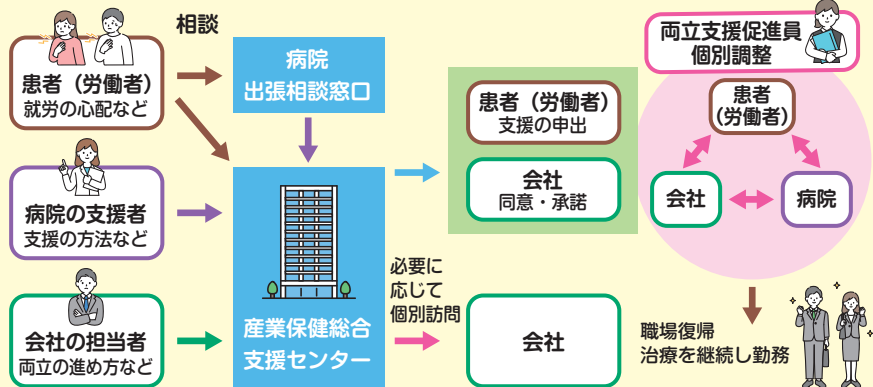 相談
患者（労働者）
就労の心配など
病院の支援者
支援の方法など
会社の担当者
両立の進め方など
病院
出張相談窓口
産業保健総合
支援センター
患者（労働者）
支援の申出
会社
同意・承諾
必要に
応じて
個別訪問
会社
両立支援促進員
個別調整
患者
（労働者）
会社
病院
職場復帰
治療を継続し勤務